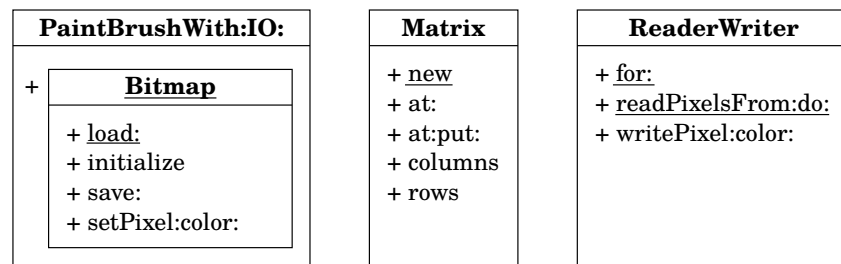 PaintBrushWith:IO:
+ Bitmap
+ load:
+ initialize
+ save:
+ setPixel:color:
Matrix
+ new
+ at:
+ at:put:
+ columns
+ rows
ReaderWriter
+ for:
+ readPixelsFrom:do:
+ writePixel:color: